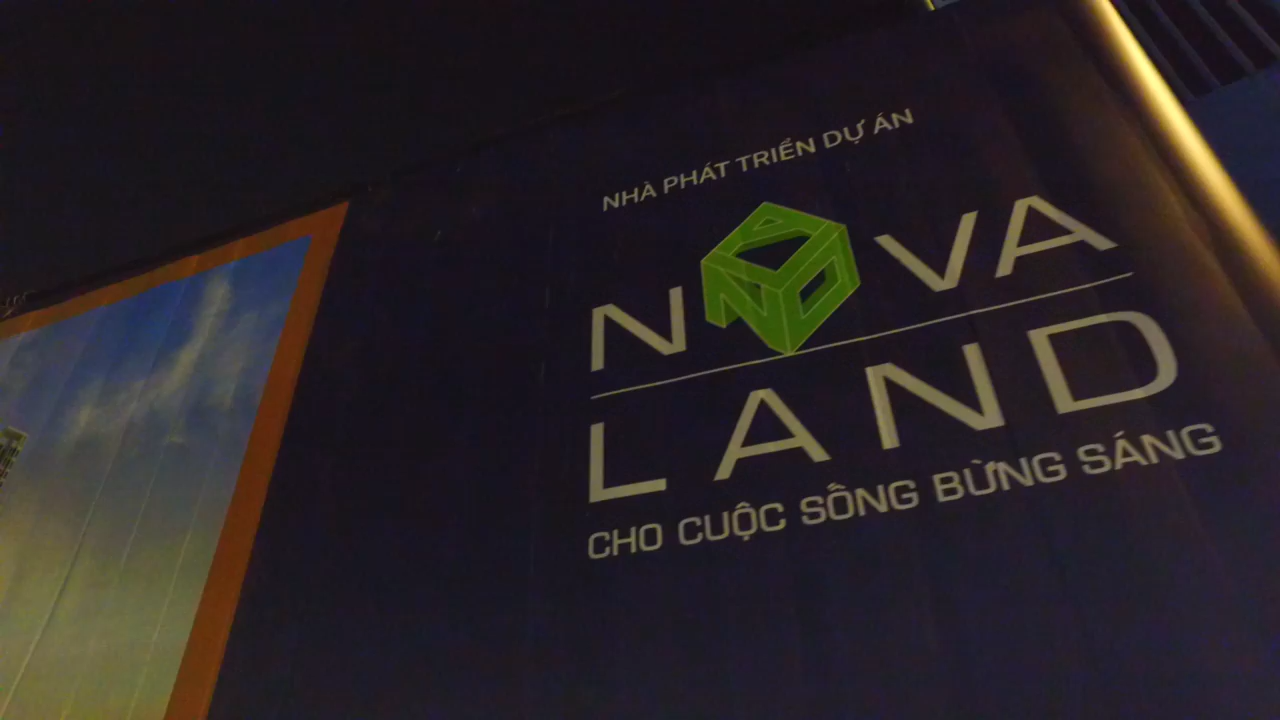 NHÀ PHÁT TRIỂN DỰ ÁN
NOVA
LAND
CHO CUỘC SỐNG BỪNG SÁNG